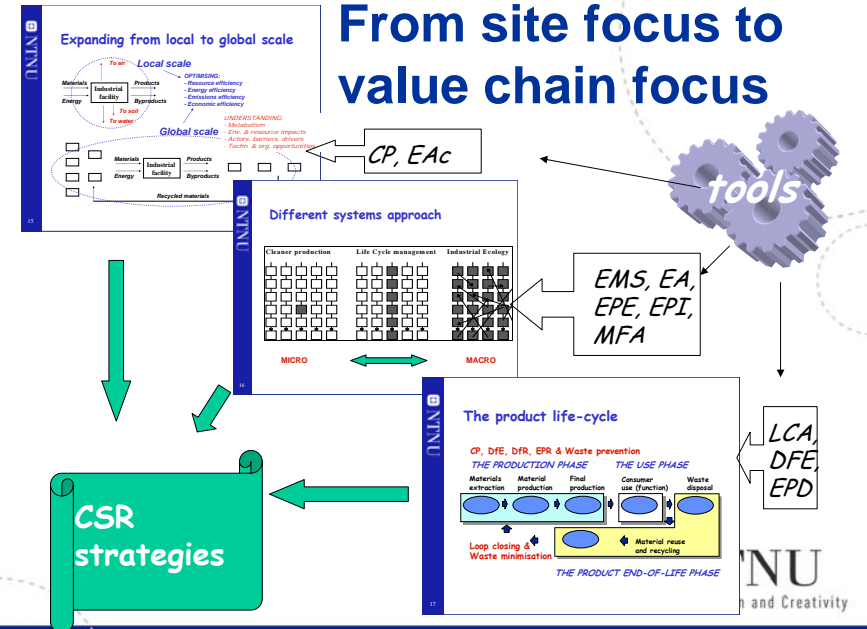 From site focus to
value chain focus
NTNU
Expanding from local to global scale
To air
Local scale
Materials
Energy
Industrial
facility
Products
Byproducts
To soil
To water
OPTIMISING:
- Resource efficiency
- Energy efficiency
- Emissions efficiency
- Economic efficiency
Global scale
UNDERSTANDING:
- Metabolism
- Env. & resource impacts
- Actors, barriers, drivers
- Techn. & org. opportunities
Materials
Energy
Industrial
facility
Products
Byproducts
Recycled materials
15
CP, EAc
tools
NTNU
Different systems approach
Cleaner production
Life Cycle management
Industrial Ecology
MICRO
MACRO
16
EMS, EA,
EPE, EPI,
MFA
NTNU
The product life-cycle
CP, DfE, DfR, EPR & Waste prevention
THE PRODUCTION PHASE
THE USE PHASE
Materials
extraction
Material
production
Final
production
Consumer
use (function)
Waste
disposal
Loop closing &
Waste minimisation
Material reuse
and recycling
THE PRODUCT END-OF-LIFE PHASE
17
LCA,
DFE,
EPD
CSR
strategies
NU
n and Creativity